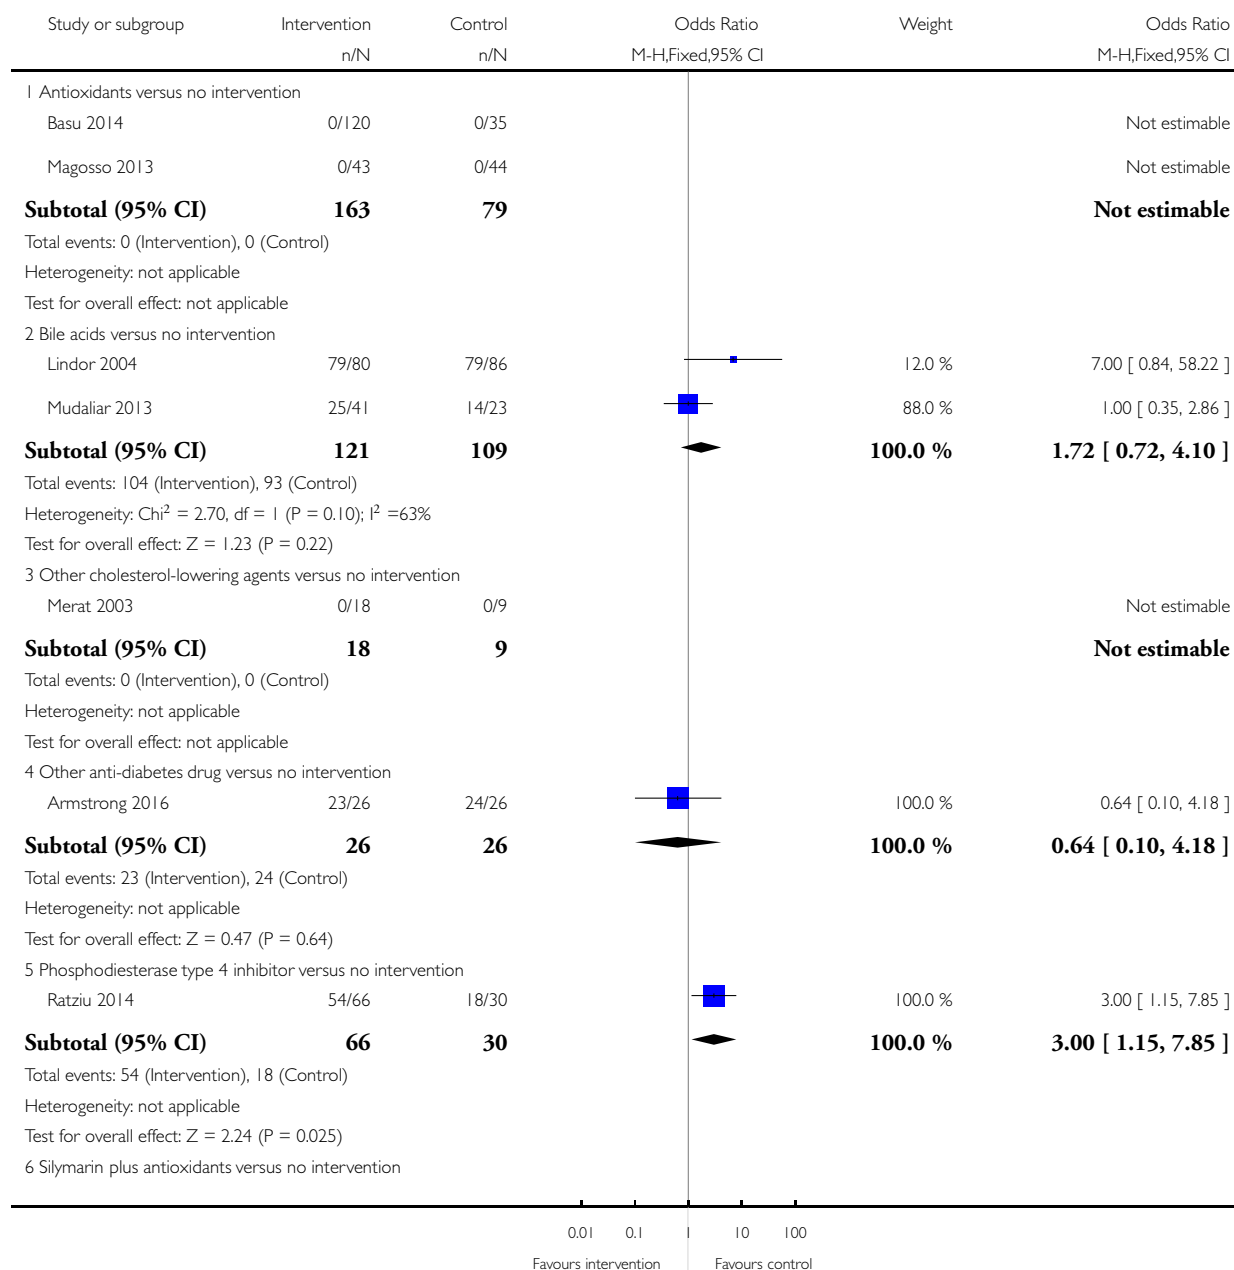 Study or subgroup Intervention Control Odds Ratio Weight Odds Ratio
n/N n/N M-H,Fixed,95% CI M-H,Fixed,95% CI
1 Antioxidants versus no intervention
Basu 2014 0/120 0/35 Not estimable
Magosso 2013 0/43 0/44 Not estimable
Subtotal (95% CI) 163 79 Not estimable
Total events: 0 (Intervention), 0 (Control)
Heterogeneity: not applicable
Test for overall effect: not applicable
2 Bile acids versus no intervention
Lindor 2004 79/80 79/86 12.0 % 7.00 [ 0.84, 58.22 ]
Mudaliar 2013 25/41 14/23 88.0 % 1.00 [ 0.35, 2.86 ]
Subtotal (95% CI) 121 109 100.0 % 1.72 [ 0.72, 4.10 ]
Total events: 104 (Intervention), 93 (Control)
Heterogeneity: Chi² = 2.70, df = 1 (P = 0.10); I² =63%
Test for overall effect: Z = 1.23 (P = 0.22)
3 Other cholesterol-lowering agents versus no intervention
Merat 2003 0/18 0/9 Not estimable
Subtotal (95% CI) 18 9 Not estimable
Total events: 0 (Intervention), 0 (Control)
Heterogeneity: not applicable
Test for overall effect: not applicable
4 Other anti-diabetes drug versus no intervention
Armstrong 2016 23/26 24/26 100.0 % 0.64 [ 0.10, 4.18 ]
Subtotal (95% CI) 26 26 100.0 % 0.64 [ 0.10, 4.18 ]
Total events: 23 (Intervention), 24 (Control)
Heterogeneity: not applicable
Test for overall effect: Z = 0.47 (P = 0.64)
5 Phosphodiesterase type 4 inhibitor versus no intervention
Ratziu 2014 54/66 18/30 100.0 % 3.00 [ 1.15, 7.85 ]
Subtotal (95% CI) 66 30 100.0 % 3.00 [ 1.15, 7.85 ]
Total events: 54 (Intervention), 18 (Control)
Heterogeneity: not applicable
Test for overall effect: Z = 2.24 (P = 0.025)
6 Silymarin plus antioxidants versus no intervention
0.01 0.1 1 10 100
Favours intervention Favours control